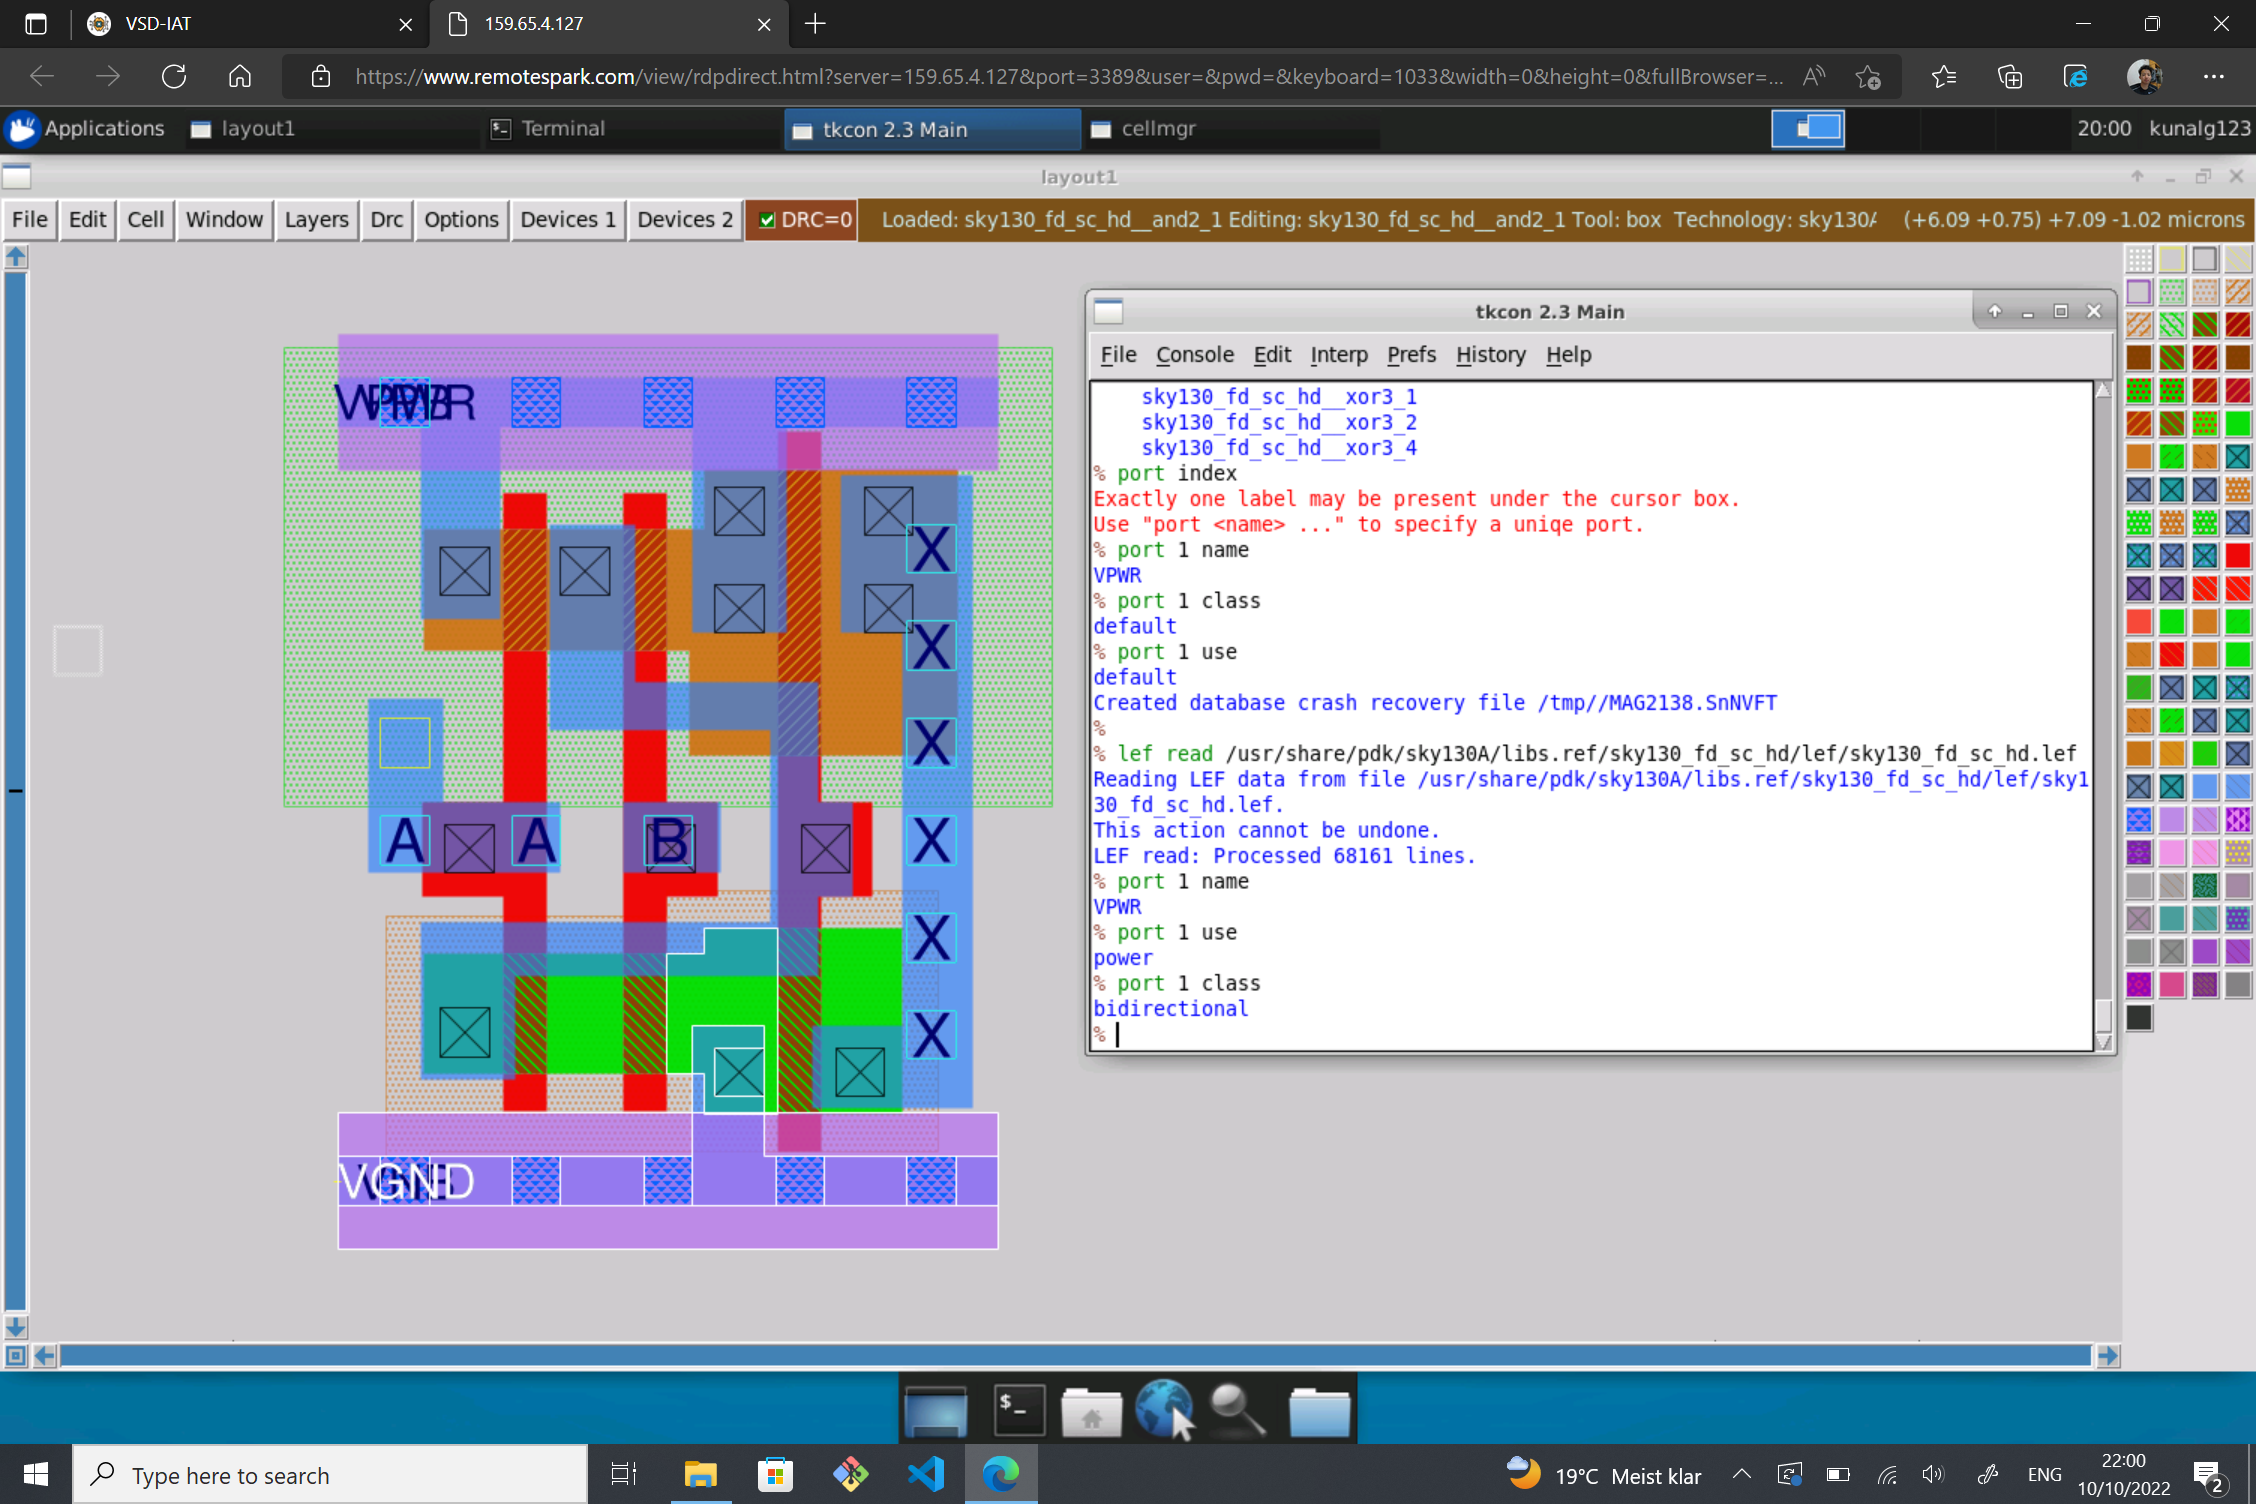 VSD-IAT
159.65.4.127
https://www.remotespark.com/view/rdpdirect.html?server=159.65.4.127&port=3389&user=&pwd=&keyboard=1033&width=0&height=0&fullBrowser=...
Applications
layout1
Terminal
tkcon 2.3 Main
cellmgr
20:00 kunalg123
layout1
File Edit Cell Window Layers Drc Options Devices 1 Devices 2 DRC=0 Loaded: sky130_fd_sc_hd__and2_1 Editing: sky130_fd_sc_hd__and2_1 Tool: box Technology: sky130A (+6.09 +0.75) +7.09 -1.02 microns
X
X
X
A A B X
X
X
VGND
tkcon 2.3 Main
File Console Edit Interp Prefs History Help
sky130_fd_sc_hd__xor3_1
sky130_fd_sc_hd__xor3_2
sky130_fd_sc_hd__xor3_4
% port index
Exactly one label may be present under the cursor box.
Use "port <name> ..." to specify a uniqe port.
% port 1 name
VPWR
% port 1 class
default
% port 1 use
default
Created database crash recovery file /tmp//MAG2138.SnNVFT
%
% lef read /usr/share/pdk/sky130A/libs.ref/sky130_fd_sc_hd/lef/sky130_fd_sc_hd.lef
Reading LEF data from file /usr/share/pdk/sky130A/libs.ref/sky130_fd_sc_hd/lef/sky1
30_fd_sc_hd.lef.
This action cannot be undone.
LEF read: Processed 68161 lines.
% port 1 name
VPWR
% port 1 use
power
% port 1 class
bidirectional
%
$_
Type here to search
19°C Meist klar
ENG
22:00
10/10/2022
2